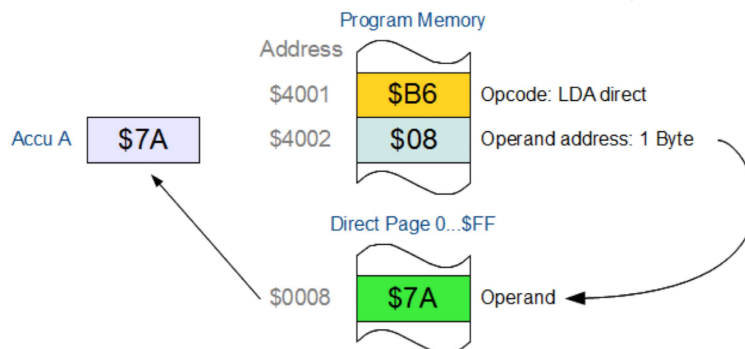 Program Memory
Address
$4001 $B6 Opcode: LDA direct
Accu A $7A $4002 $08 Operand address: 1 Byte
Direct Page 0...$FF
$0008 $7A Operand